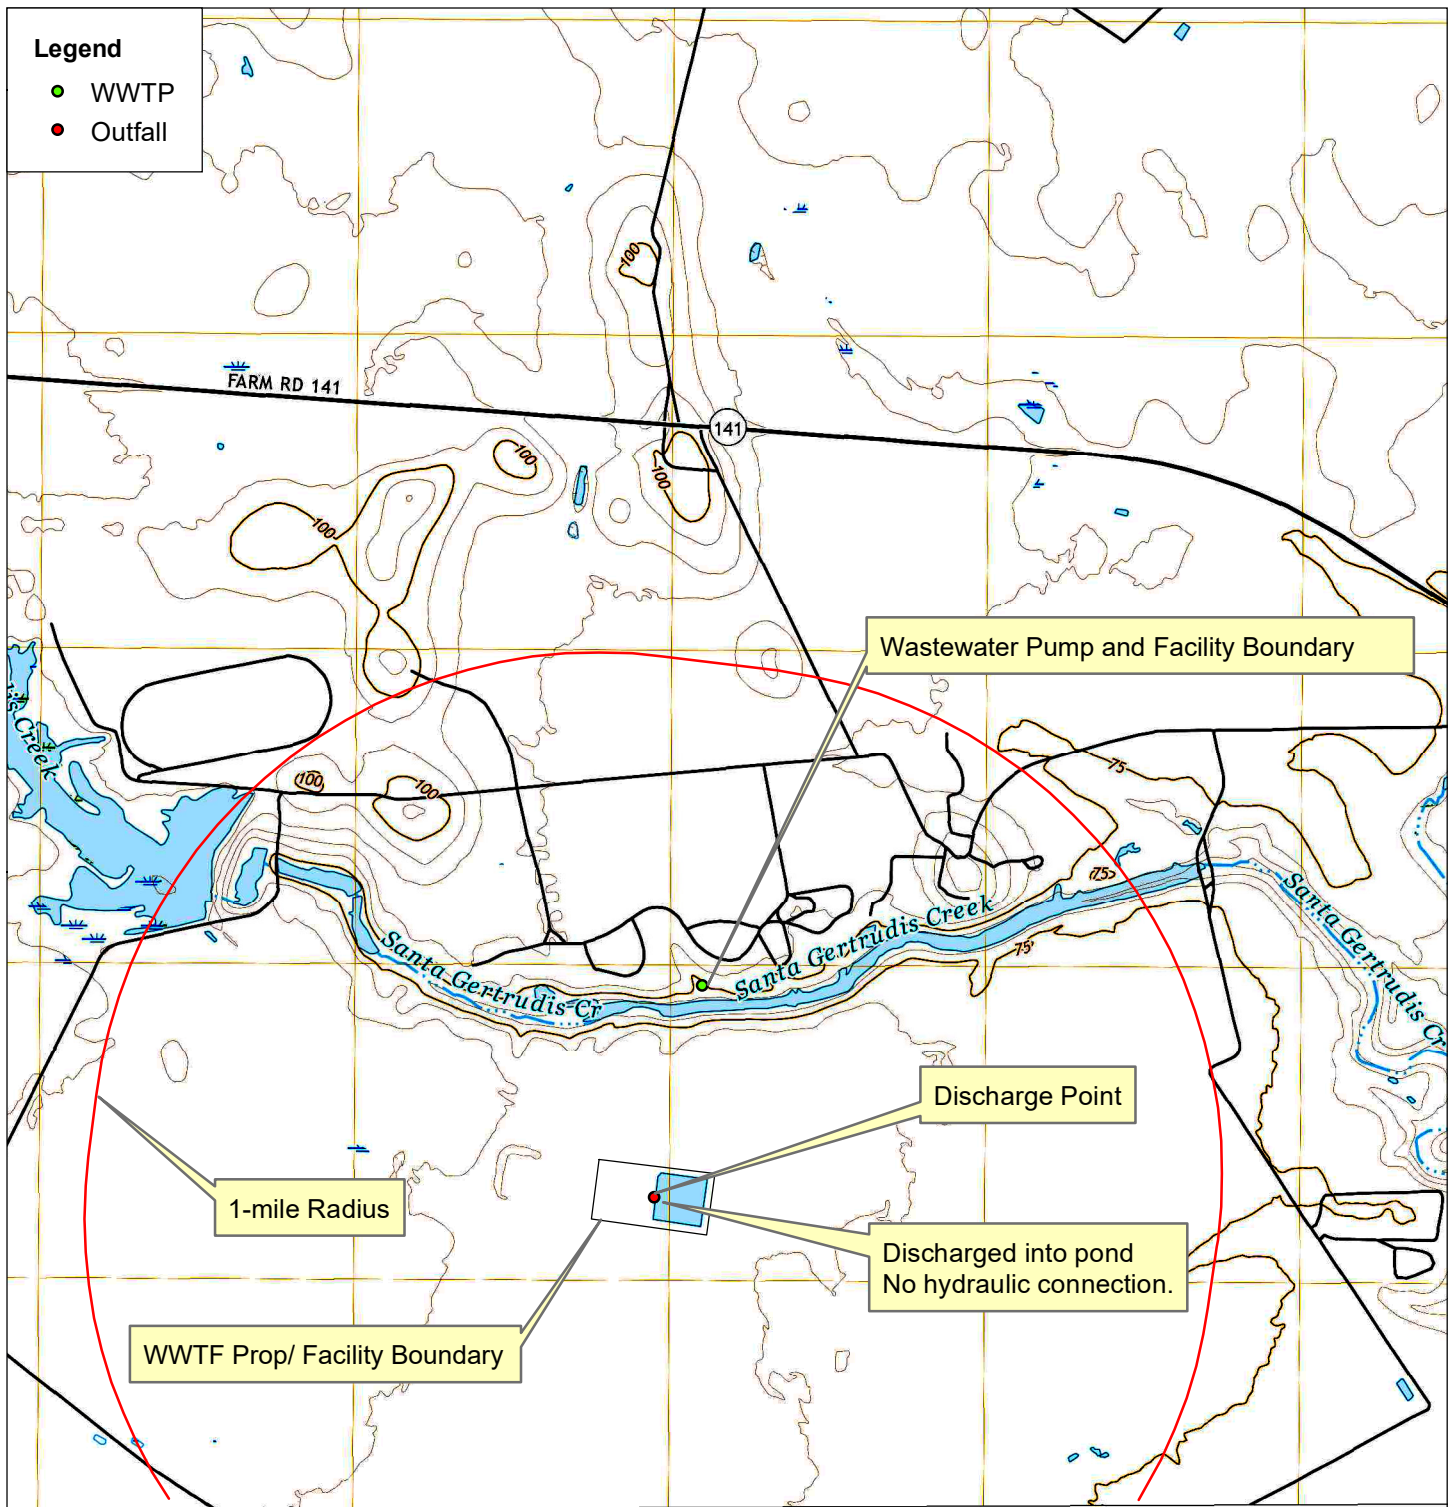 Legend
WWTP
Outfall
100
FARM RD 141
141
100
100
100
Wastewater Pump and Facility Boundary
is Creek
100
100
75
75
Santa Gertrudis Creek
75
Santa Gertrudis Cr
Santa Gertrudis Cr
Discharge Point
1-mile Radius
Discharged into pond
No hydraulic connection.
WWTF Prop/ Facility Boundary